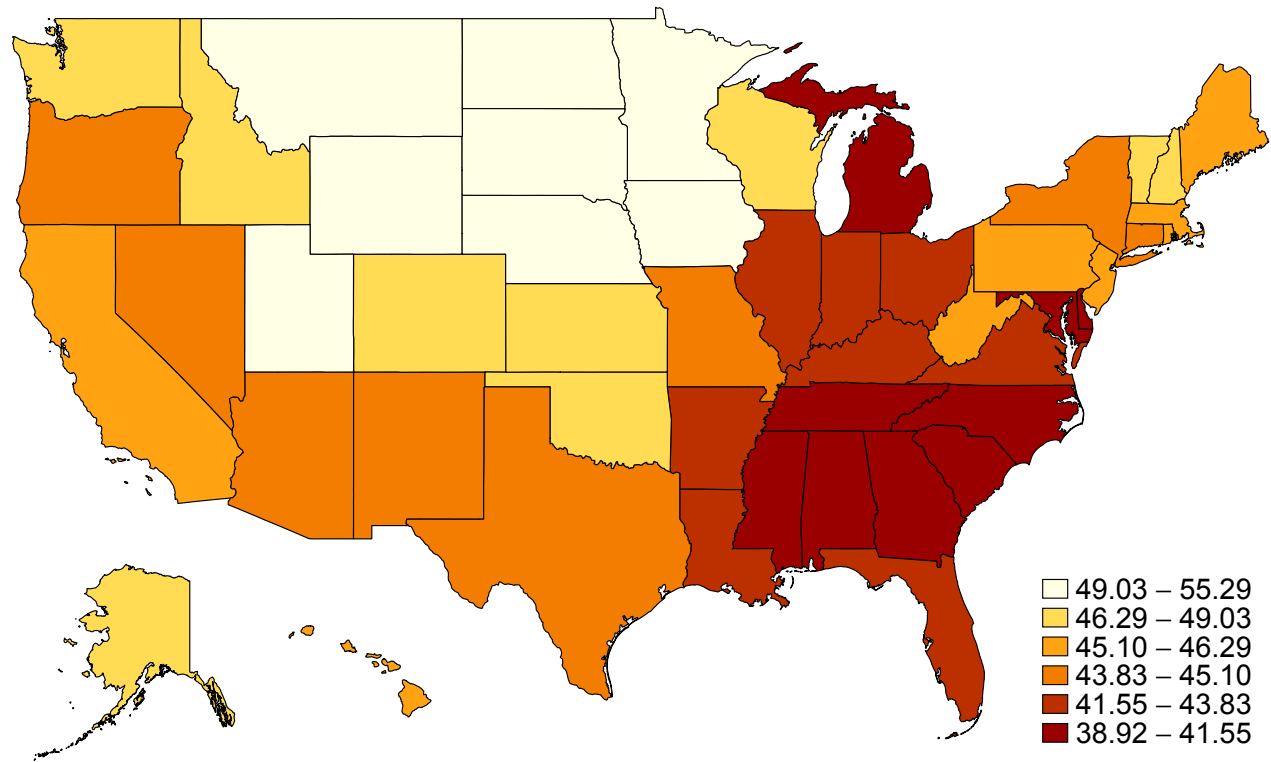 49.03 – 55.29
46.29 – 49.03
45.10 – 46.29
43.83 – 45.10
41.55 – 43.83
38.92 – 41.55